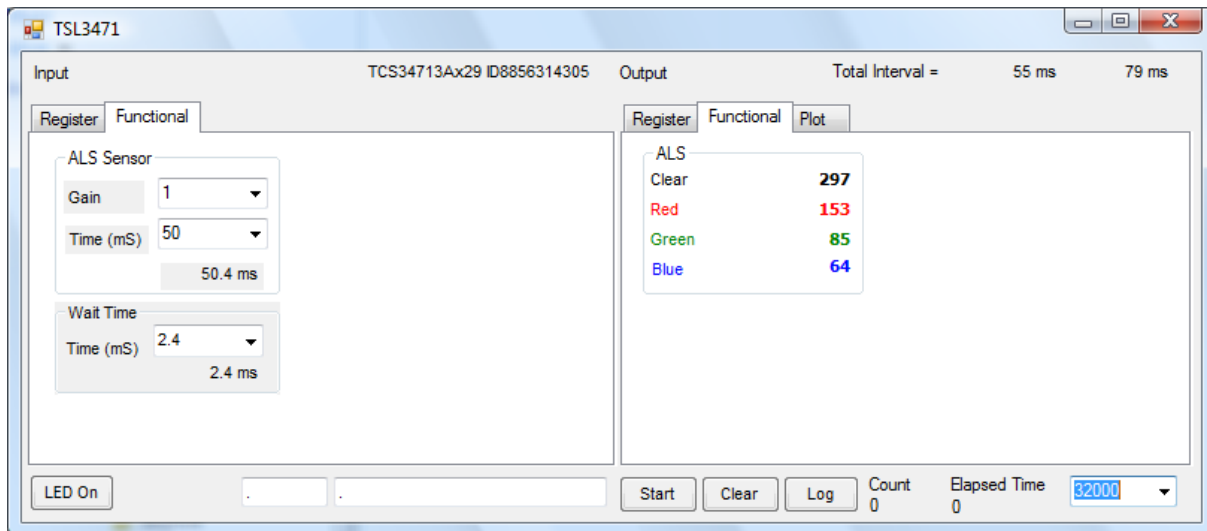 TSL3471
Input TCS34713Ax29 ID8856314305 Output Total Interval = 55 ms 79 ms
Register Functional
Register Functional Plot
ALS Sensor
Gain 1
Time (mS) 50
50.4 ms
Wait Time
Time (mS) 2.4
2.4 ms
ALS
Clear 297
Red 153
Green 85
Blue 64
LED On . .
Start Clear Log Count Elapsed Time 32000
0 0